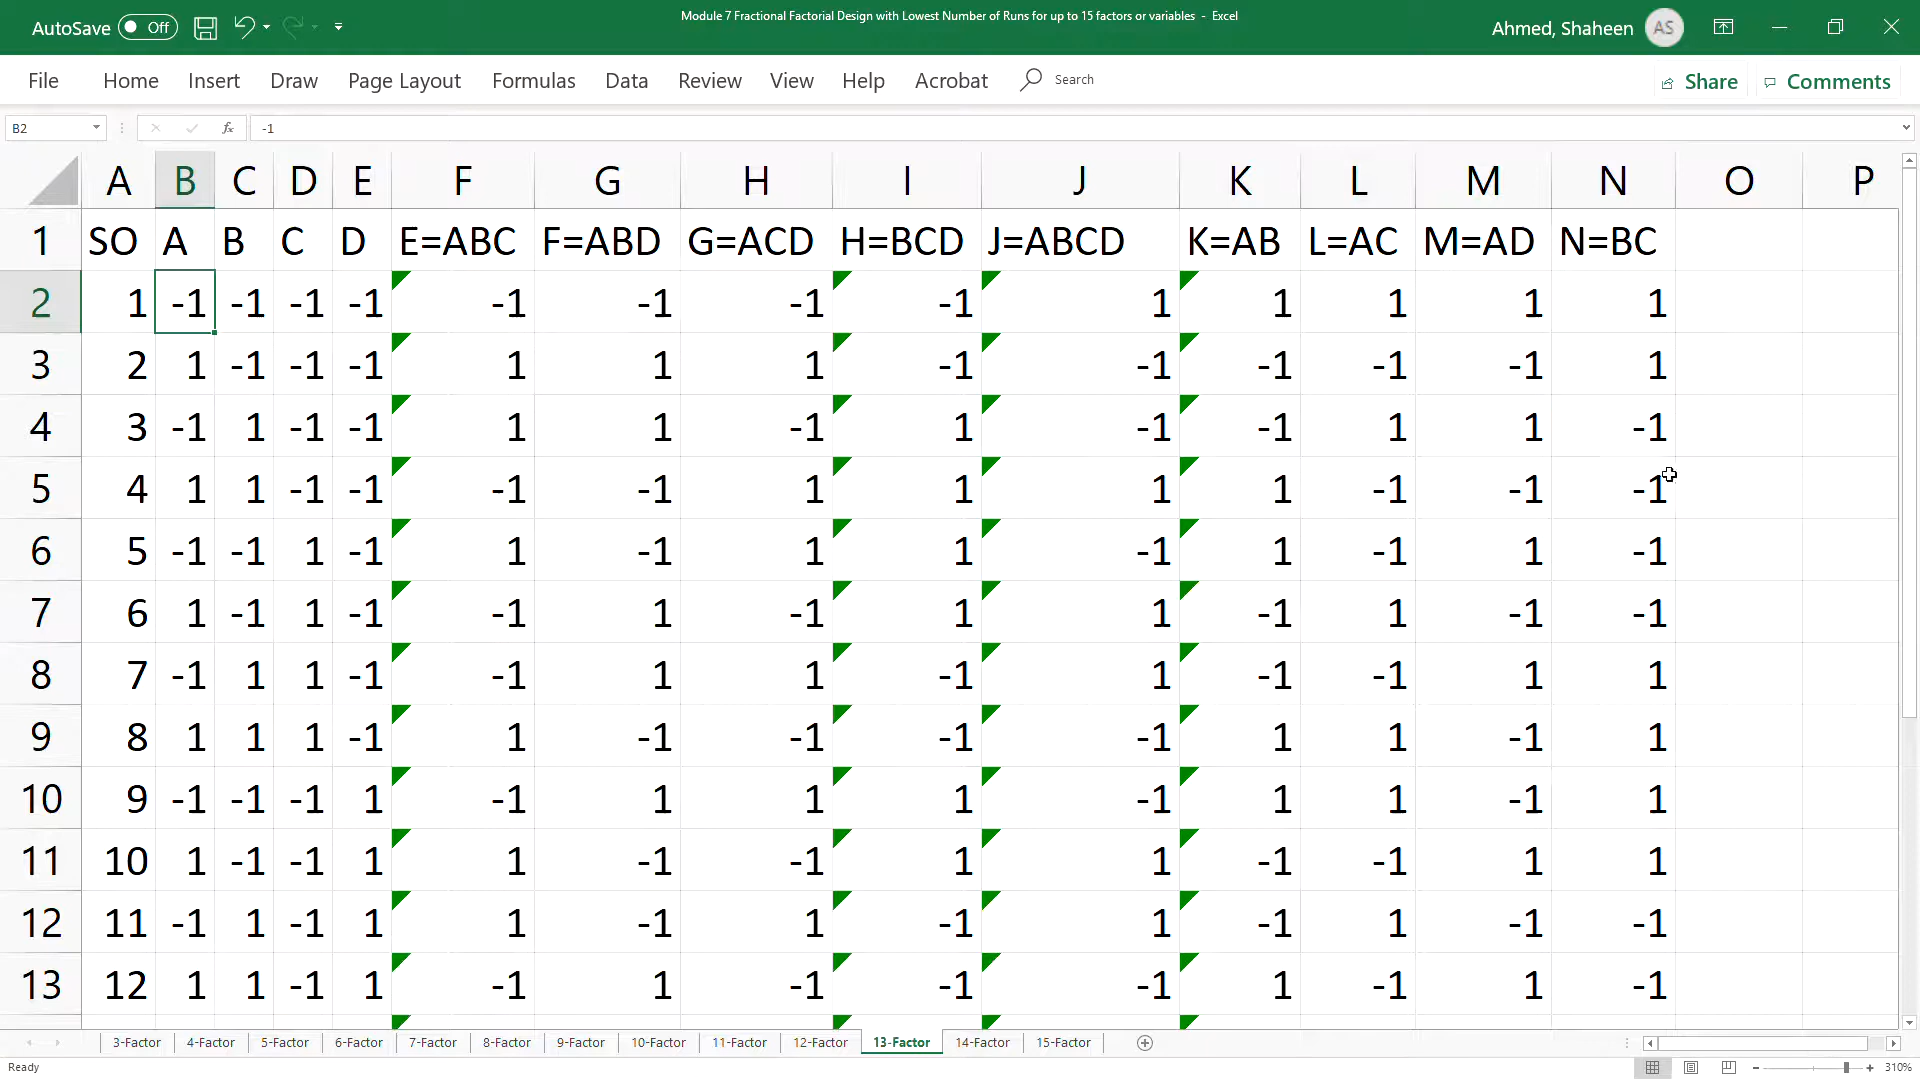 AutoSave Off
Module 7 Fractional Factorial Design with Lowest Number of Runs for up to 15 factors or variables - Excel
Ahmed, Shaheen AS
File Home Insert Draw Page Layout Formulas Data Review View Help Acrobat Search Share Comments
B2 fx -1
A B C D E F G H I J K L M N O P
1 SO A B C D E=ABC F=ABD G=ACD H=BCD J=ABCD K=AB L=AC M=AD N=BC
2 1 -1 -1 -1 -1 -1 -1 -1 -1 1 1 1 1 1
3 2 1 -1 -1 -1 1 1 1 -1 -1 -1 -1 -1 1
4 3 -1 1 -1 -1 1 1 -1 1 -1 -1 1 1 -1
5 4 1 1 -1 -1 -1 -1 1 1 1 1 -1 -1 -1
6 5 -1 -1 1 -1 1 -1 1 1 -1 1 -1 1 -1
7 6 1 -1 1 -1 -1 1 -1 1 1 -1 1 -1 -1
8 7 -1 1 1 -1 -1 1 1 -1 1 -1 -1 1 1
9 8 1 1 1 -1 1 -1 -1 -1 -1 1 1 -1 1
10 9 -1 -1 -1 1 -1 1 1 1 -1 1 1 -1 1
11 10 1 -1 -1 1 1 -1 -1 1 1 -1 -1 1 1
12 11 -1 1 -1 1 1 -1 1 -1 1 -1 1 -1 -1
13 12 1 1 -1 1 -1 1 -1 -1 -1 1 -1 1 -1
3-Factor 4-Factor 5-Factor 6-Factor 7-Factor 8-Factor 9-Factor 10-Factor 11-Factor 12-Factor 13-Factor 14-Factor 15-Factor
Ready 310%